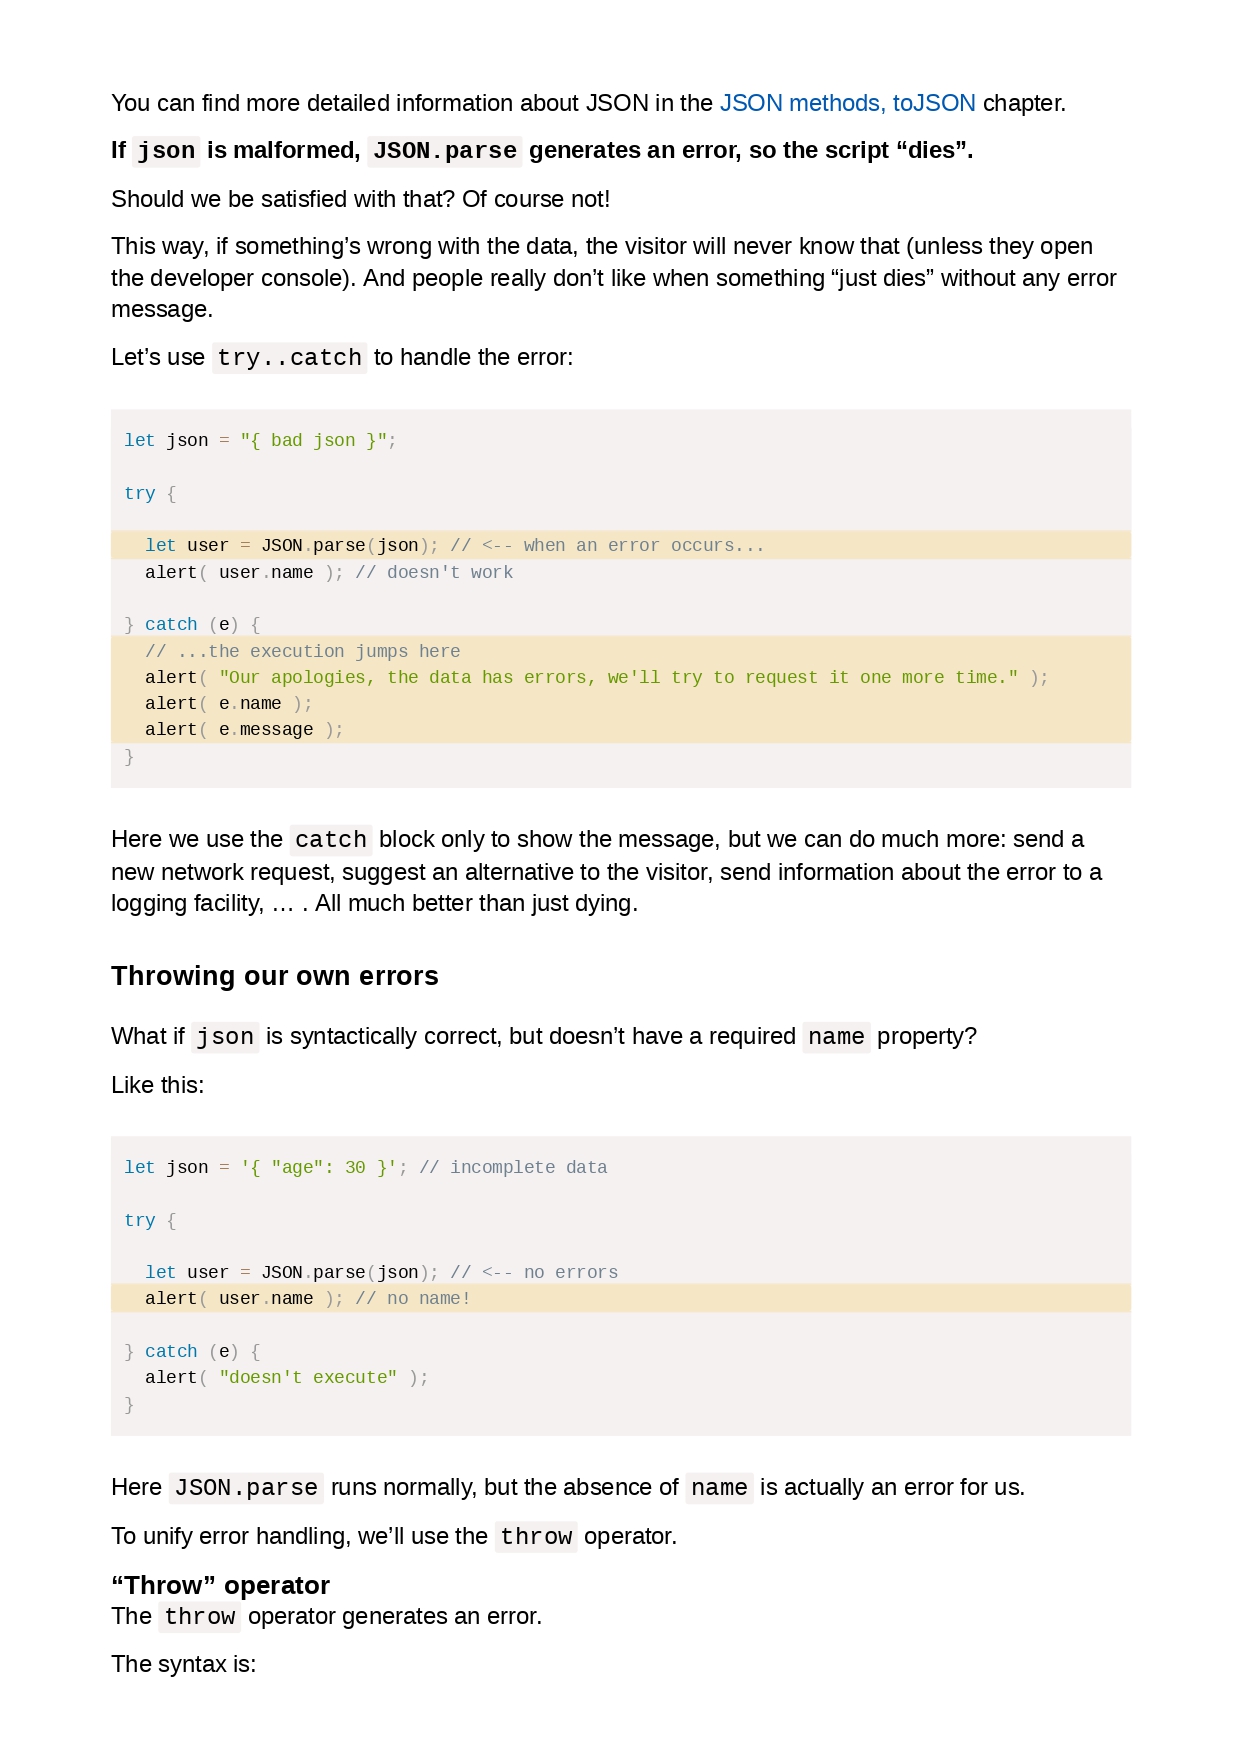 You can find more detailed information about JSON in the JSON methods, toJSON chapter.
If json is malformed, JSON.parse generates an error, so the script “dies”.
Should we be satisfied with that? Of course not!
This way, if something’s wrong with the data, the visitor will never know that (unless they open
the developer console). And people really don’t like when something “just dies” without any error
message.
Let’s use try..catch to handle the error:
let json = "{ bad json }";
try {
  let user = JSON.parse(json); // <-- when an error occurs...
  alert( user.name ); // doesn't work
} catch (e) {
  // ...the execution jumps here
  alert( "Our apologies, the data has errors, we'll try to request it one more time." );
  alert( e.name );
  alert( e.message );
}
Here we use the catch block only to show the message, but we can do much more: send a
new network request, suggest an alternative to the visitor, send information about the error to a
logging facility, … . All much better than just dying.
Throwing our own errors
What if json is syntactically correct, but doesn’t have a required name property?
Like this:
let json = '{ "age": 30 }'; // incomplete data
try {
  let user = JSON.parse(json); // <-- no errors
  alert( user.name ); // no name!
} catch (e) {
  alert( "doesn't execute" );
}
Here JSON.parse runs normally, but the absence of name is actually an error for us.
To unify error handling, we’ll use the throw operator.
“Throw” operator
The throw operator generates an error.
The syntax is: